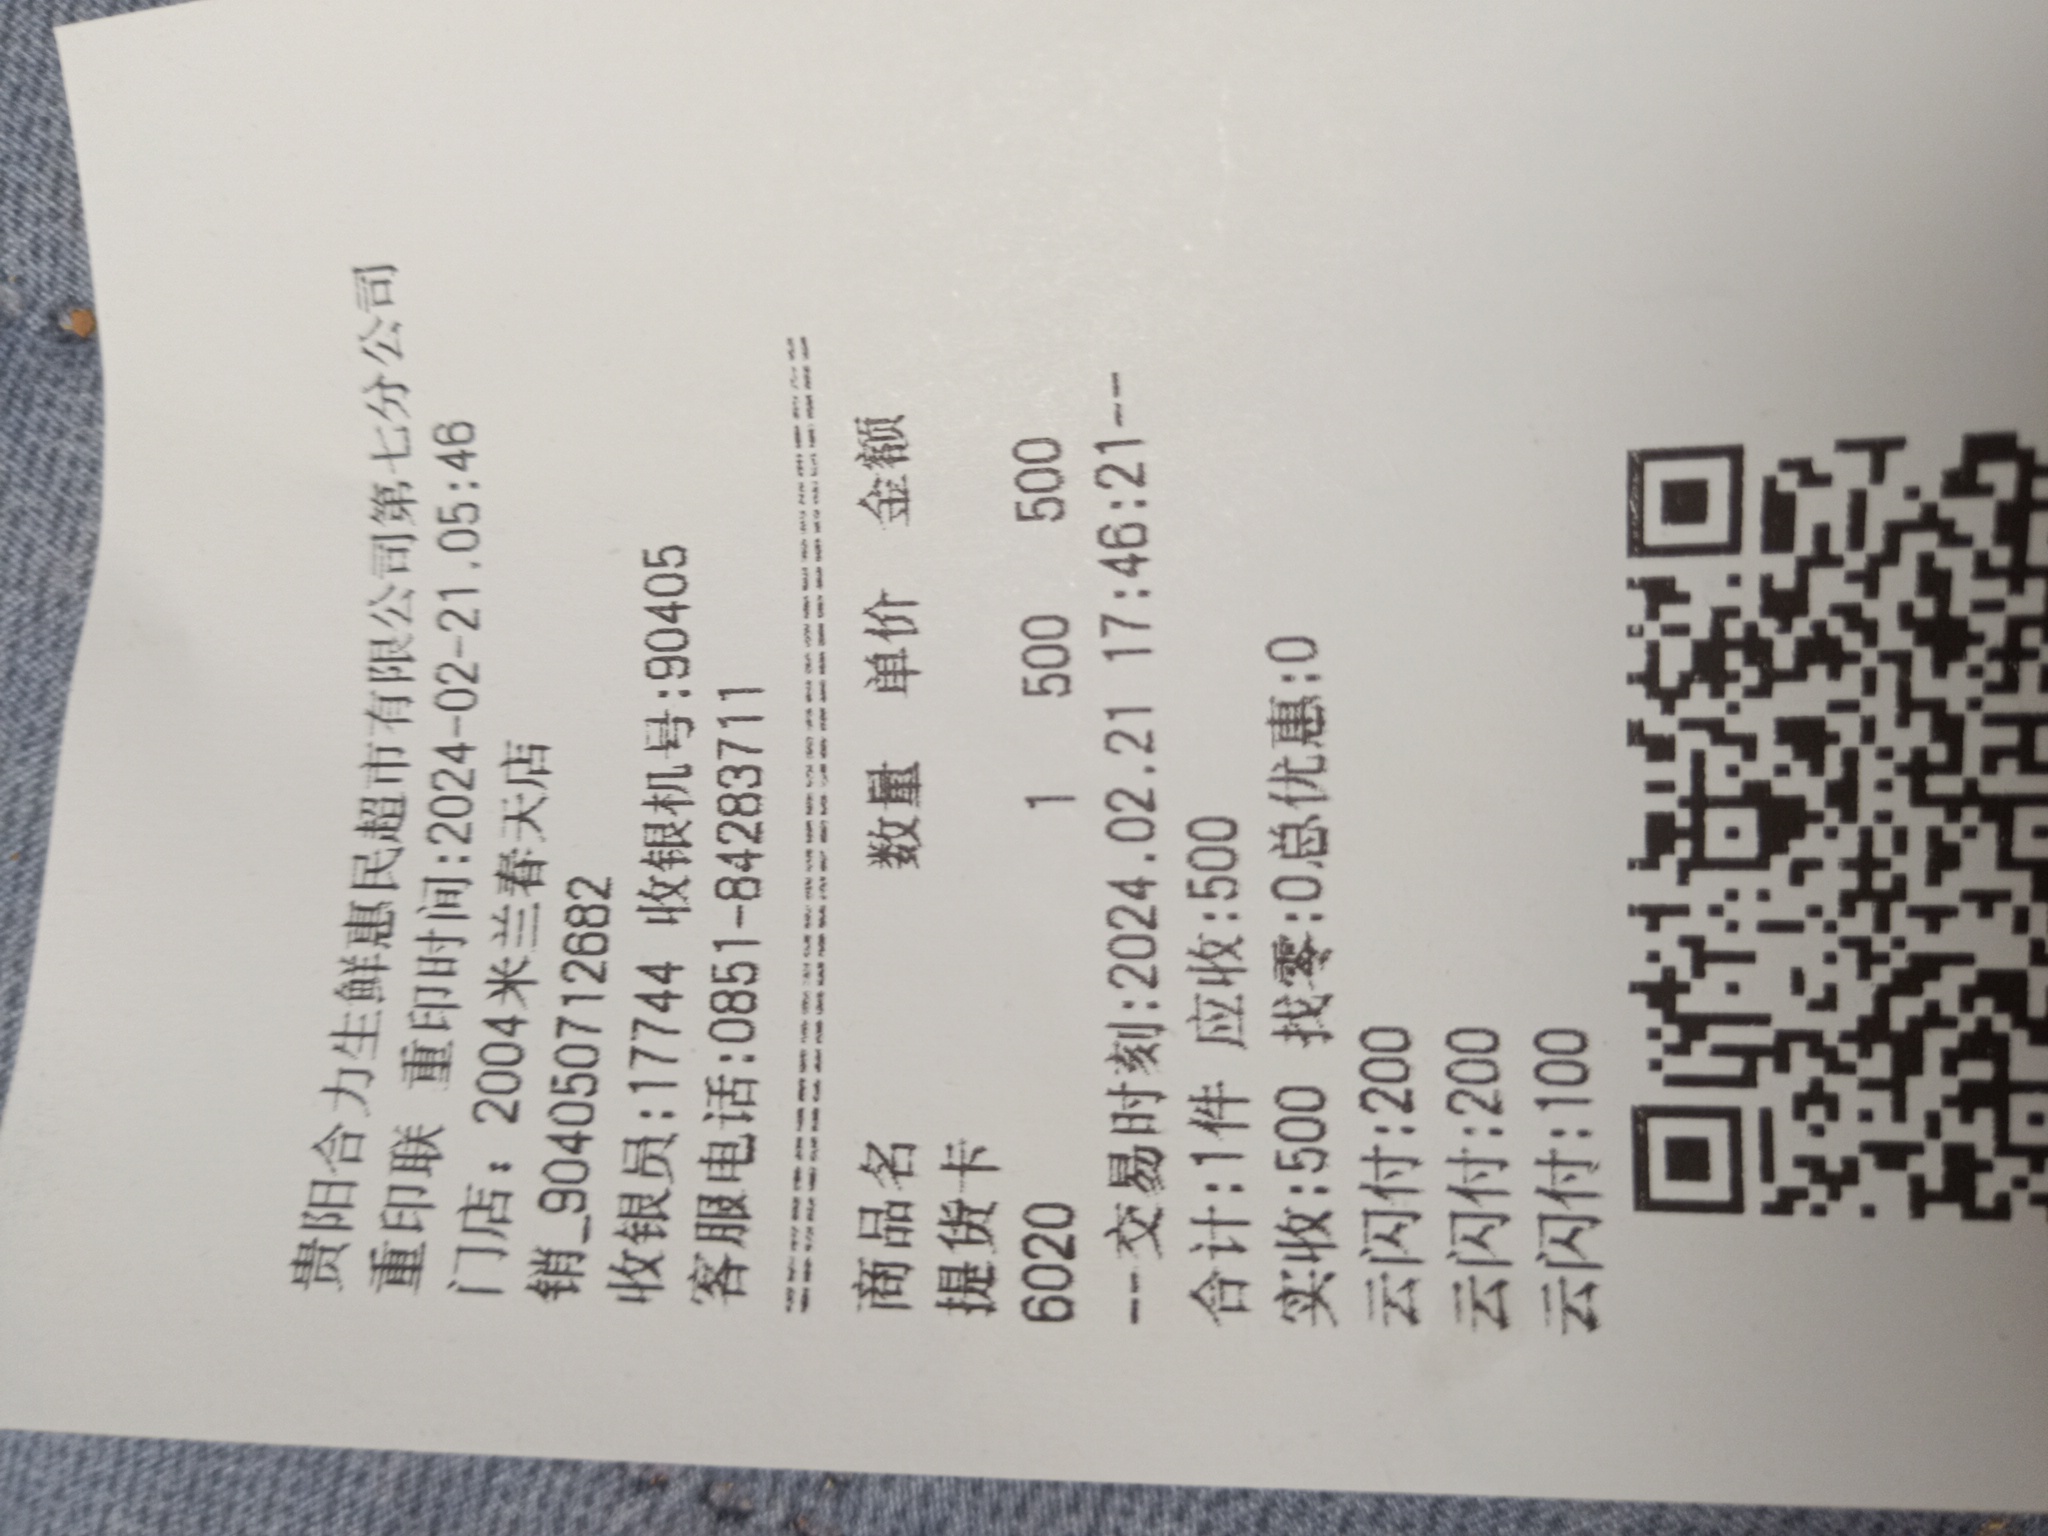 贵阳合力生鲜惠民超市有限公司第七分公司
重印联 重印时间:2024-02-21.05:46
门店: 2004米兰春天店
销_904050712682
收银员:17744 收银机号:90405
客服电话:0851-84283711
================================
商品名 数量 单价 金额
提货卡
6020 1 500 500
--交易时刻:2024.02.21 17:46:21--
合计:1件 应收:500
实收:500 找零:0总优惠:0
云闪付:200
云闪付:200
云闪付:100